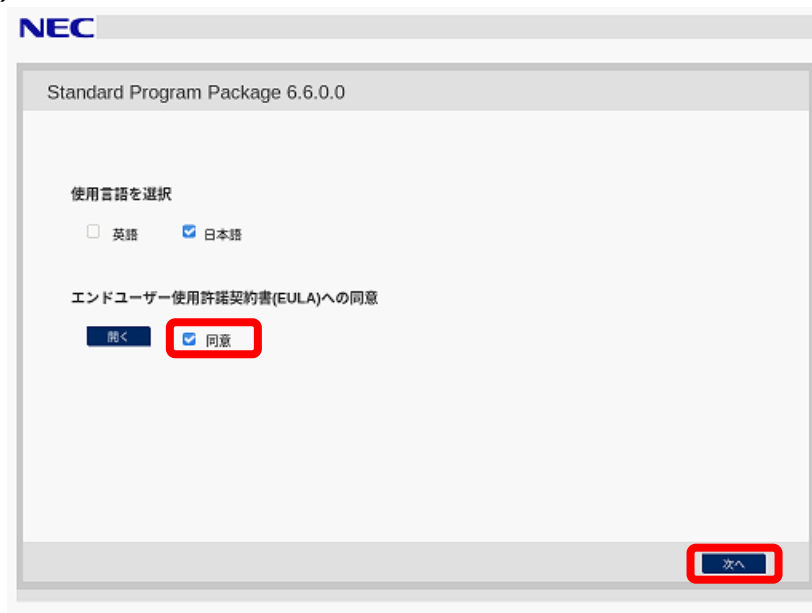 NEC
Standard Program Package 6.6.0.0
使用言語を選択
英語 日本語
エンドユーザー使用許諾契約書(EULA)への同意
開く 同意
次へ